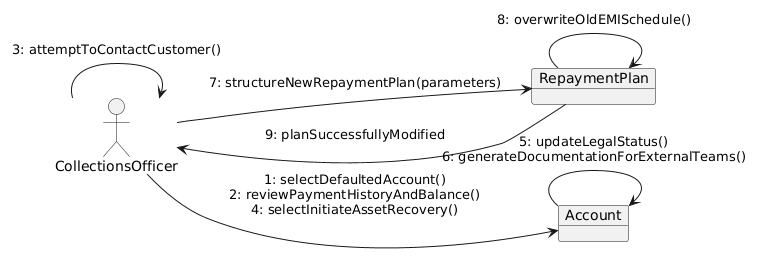 8: overwriteOldEMISchedule()
3: attemptToContactCustomer()
RepaymentPlan
7: structureNewRepaymentPlan(parameters)
9: planSuccessfullyModified
5: updateLegalStatus()
6: generateDocumentationForExternalTeams()
CollectionsOfficer
1: selectDefaultedAccount()
2: reviewPaymentHistoryAndBalance()
4: selectInitiateAssetRecovery()
Account